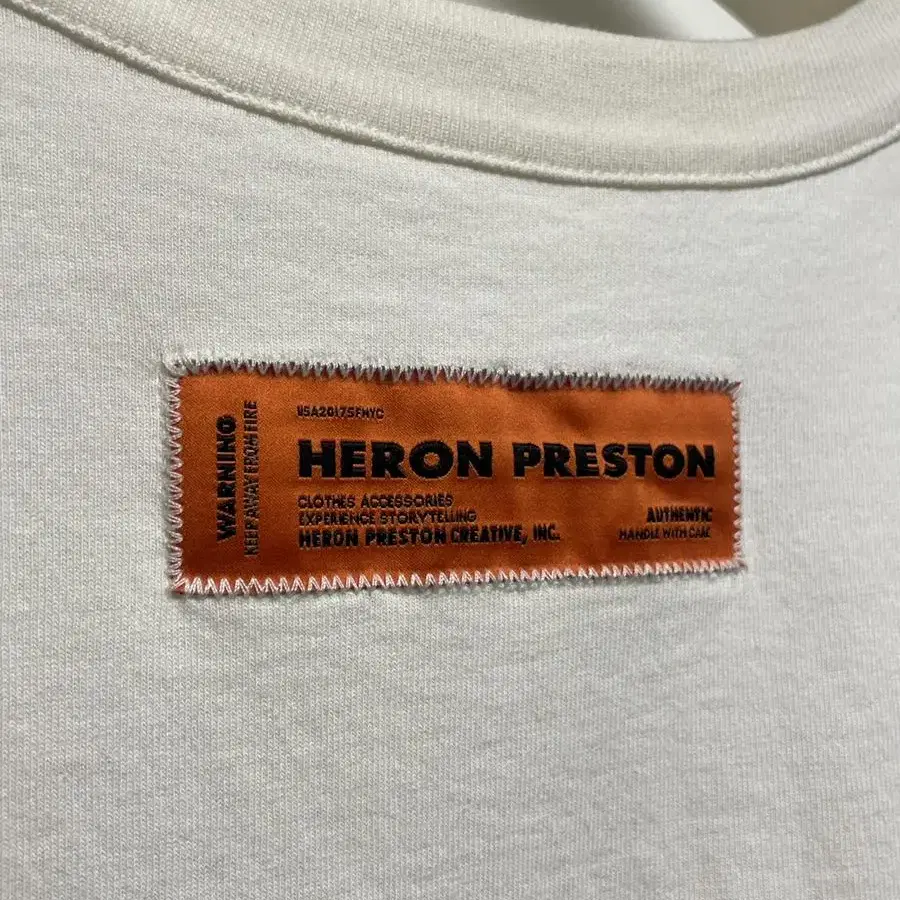 WARNING
KEEP AWAY FROM FIRE
USA2017SFNYC
HERON PRESTON
CLOTHES ACCESSORIES
EXPERIENCE STORYTELLING
HERON PRESTON CREATIVE, INC.
AUTHENTIC
HANDLE WITH CARE